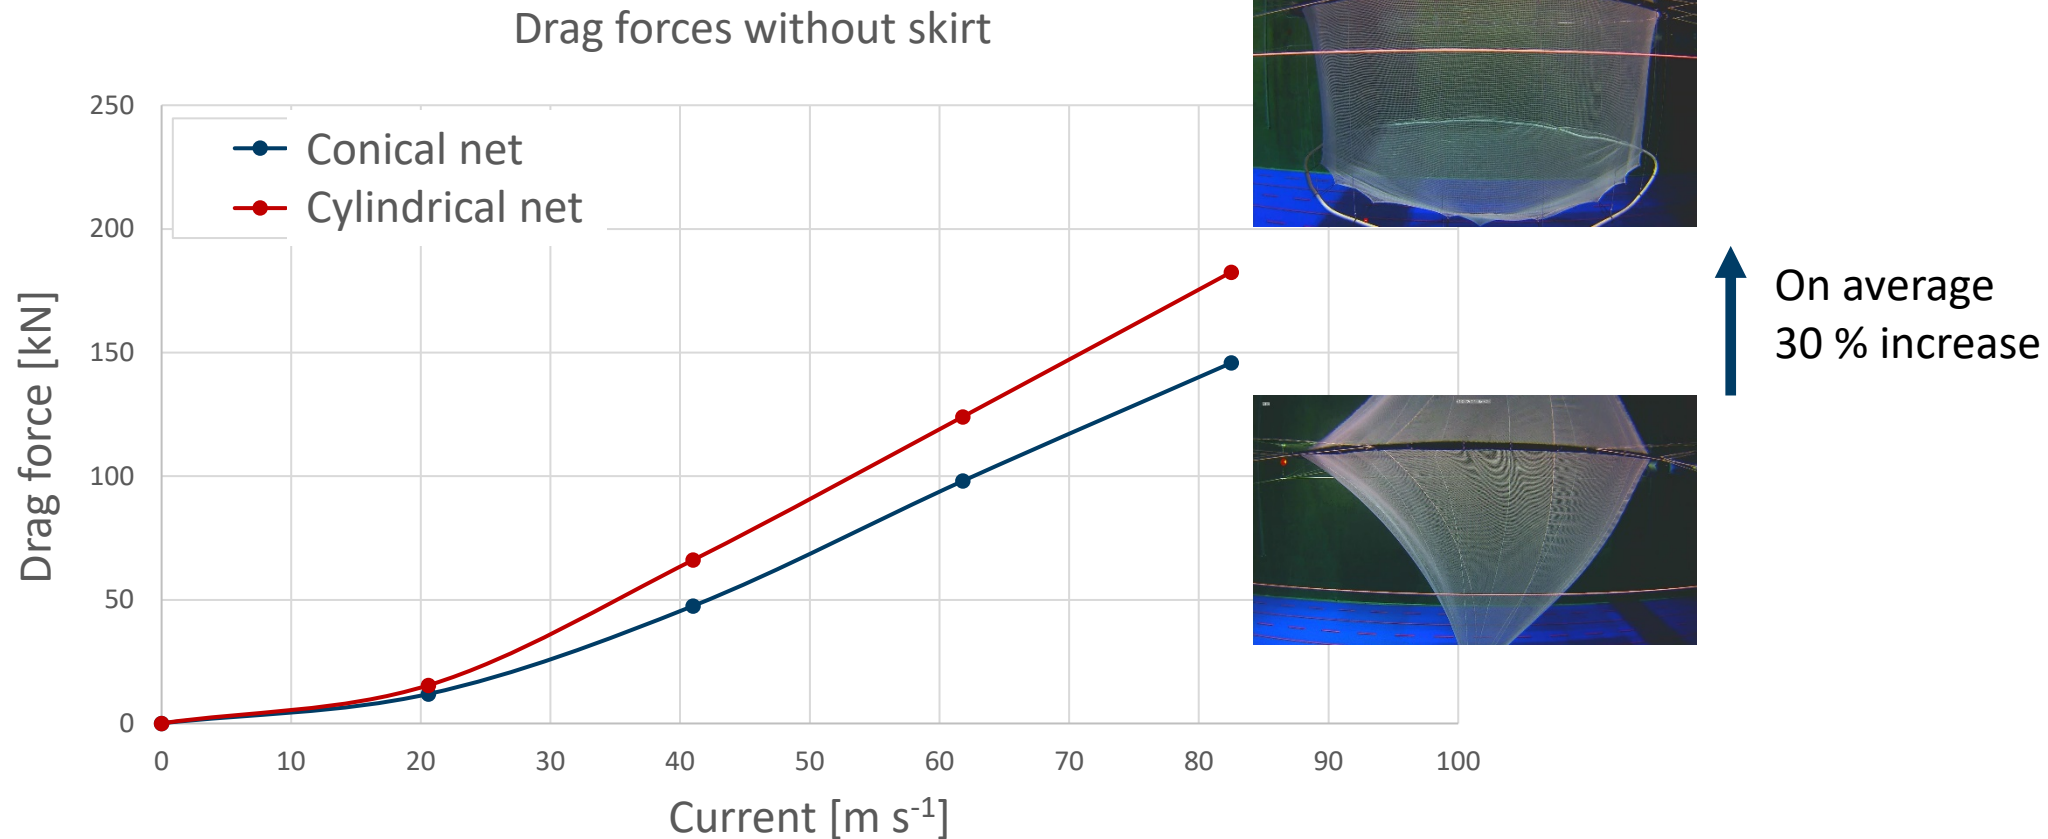 Drag forces without skirt
250
200
150
100
50
0
Conical net
Cylindrical net
Drag force [kN]
0 10 20 30 40 50 60 70 80 90 100
Current [m s⁻¹]
On average
30 % increase